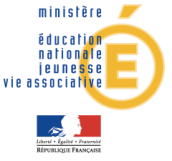 ministère
éducation
nationale
jeunesse
vie associative
É
Liberté • Égalité • Fraternité
RÉPUBLIQUE FRANÇAISE